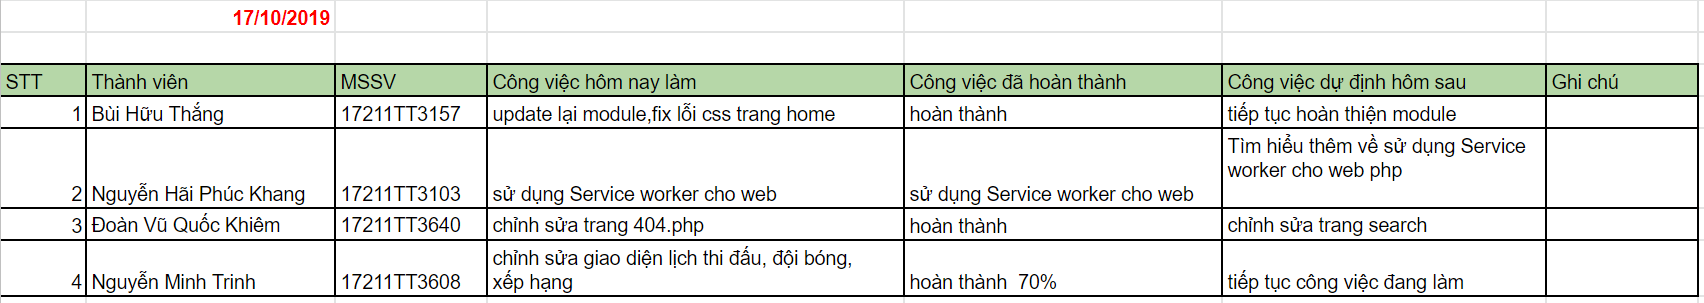 17/10/2019
STT Thành viên MSSV Công việc hôm nay làm Công việc đã hoàn thành Công việc dự định hôm sau Ghi chú
1 Bùi Hữu Thắng 17211TT3157 update lại module,fix lỗi css trang home hoàn thành tiếp tục hoàn thiện module
Tìm hiểu thêm về sử dụng Service
worker cho web php
2 Nguyễn Hãi Phúc Khang 17211TT3103 sử dụng Service worker cho web sử dụng Service worker cho web
3 Đoàn Vũ Quốc Khiêm 17211TT3640 chỉnh sửa trang 404.php hoàn thành chỉnh sửa trang search
chỉnh sửa giao diện lịch thi đấu, đội bóng,
4 Nguyễn Minh Trinh 17211TT3608 xếp hạng hoàn thành  70% tiếp tục công việc đang làm